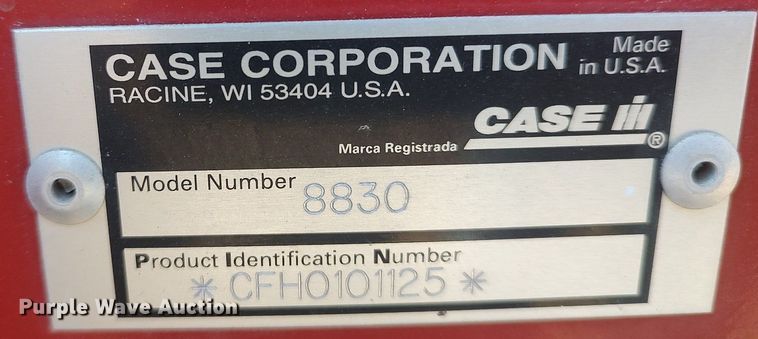 CASE CORPORATION
Made in U.S.A.
RACINE, WI 53404 U.S.A.
CASE IH ®
Marca Registrada
Model Number 8830
Product Identification Number
*CFH0101125*
Purple Wave Auction